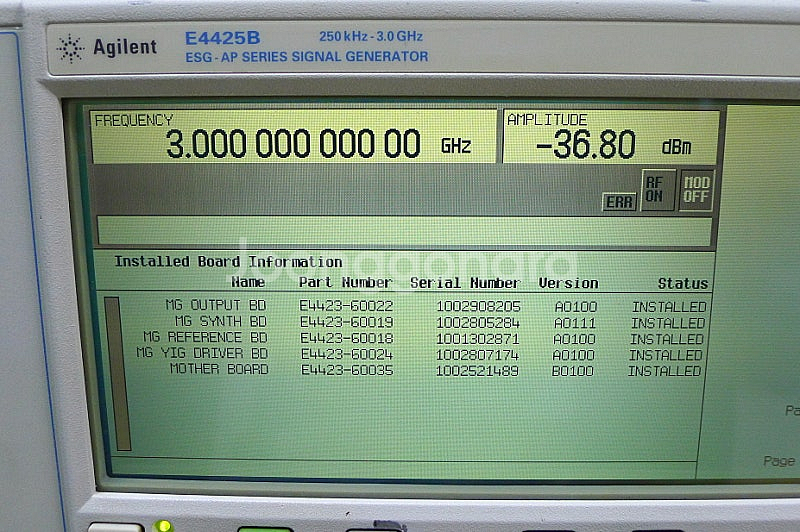 Agilent E4425B 250 kHz - 3.0 GHz
ESG - AP SERIES SIGNAL GENERATOR
FREQUENCY AMPLITUDE
3.000 000 000 00 GHz -36.80 dBm
ERR RF ON MOD OFF
Installed Board Information
Name Part Number Serial Number Version Status
MG OUTPUT BD E4423-60022 1002908205 A0100 INSTALLED
MG SYNTH BD E4423-60019 1002805284 A0111 INSTALLED
MG REFERENCE BD E4423-60018 1001302871 A0100 INSTALLED
MG YIG DRIVER BD E4423-60024 1002807174 A0100 INSTALLED
MOTHER BOARD E4423-60035 1002521489 B0100 INSTALLED
Page